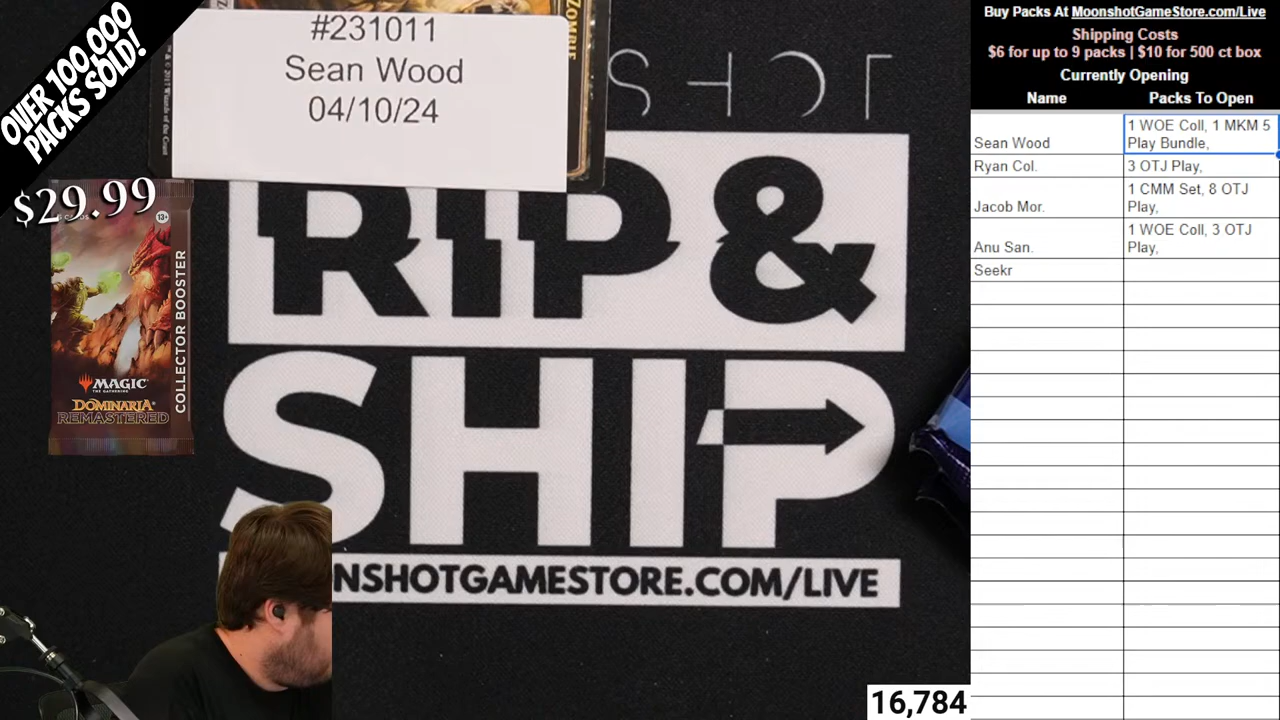 OVER 100,000
PACKS SOLD!
$29.99
13+
COLLECTOR BOOSTER
MAGIC
THE GATHERING
DOMINARIA
REMASTERED
ZOMBIE
#231011
Sean Wood
04/10/24
RIP &
SHIP
NSHOTGAMESTORE.COM/LIVE
16,784
Buy Packs At MoonshotGameStore.com/Live
Shipping Costs
$6 for up to 9 packs | $10 for 500 ct box
Currently Opening
Name Packs To Open
Sean Wood 1 WOE Coll, 1 MKM 5
Play Bundle,
Ryan Col. 3 OTJ Play,
Jacob Mor. 1 CMM Set, 8 OTJ
Play,
Anu San. 1 WOE Coll, 3 OTJ
Play,
Seekr